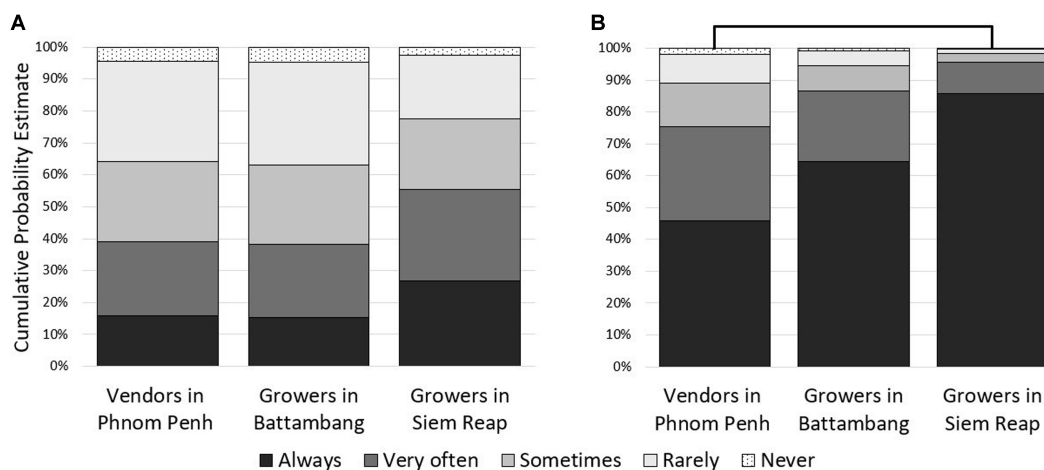 A
B
Cumulative Probability Estimate
100%
90%
80%
70%
60%
50%
40%
30%
20%
10%
0%
Vendors in
Phnom Penh
Growers in
Battambang
Growers in
Siem Reap
100%
90%
80%
70%
60%
50%
40%
30%
20%
10%
0%
Vendors in
Phnom Penh
Growers in
Battambang
Growers in
Siem Reap
Always Very often Sometimes Rarely Never